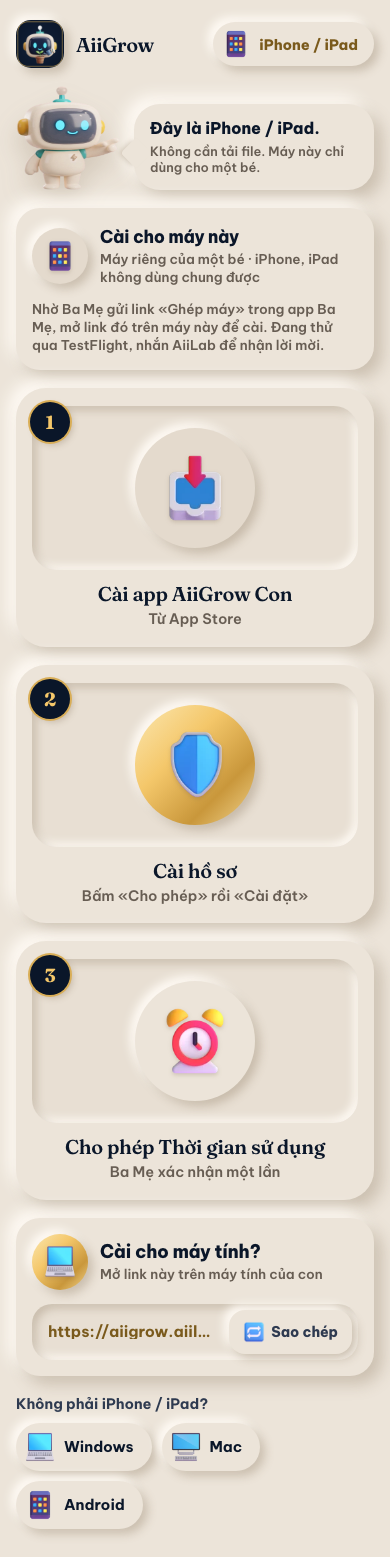 AiiGrow
iPhone / iPad
Đây là iPhone / iPad.
Không cần tải file. Máy này chỉ
dùng cho một bé.
Cài cho máy này
Máy riêng của một bé · iPhone, iPad
không dùng chung được
Nhờ Ba Mẹ gửi link «Ghép máy» trong app Ba
Mẹ, mở link đó trên máy này để cài. Đang thử
qua TestFlight, nhắn AiiLab để nhận lời mời.
1
Cài app AiiGrow Con
Từ App Store
2
Cài hồ sơ
Bấm «Cho phép» rồi «Cài đặt»
3
Cho phép Thời gian sử dụng
Ba Mẹ xác nhận một lần
Cài cho máy tính?
Mở link này trên máy tính của con
https://aiigrow.aiil...
Sao chép
Không phải iPhone / iPad?
Windows
Mac
Android